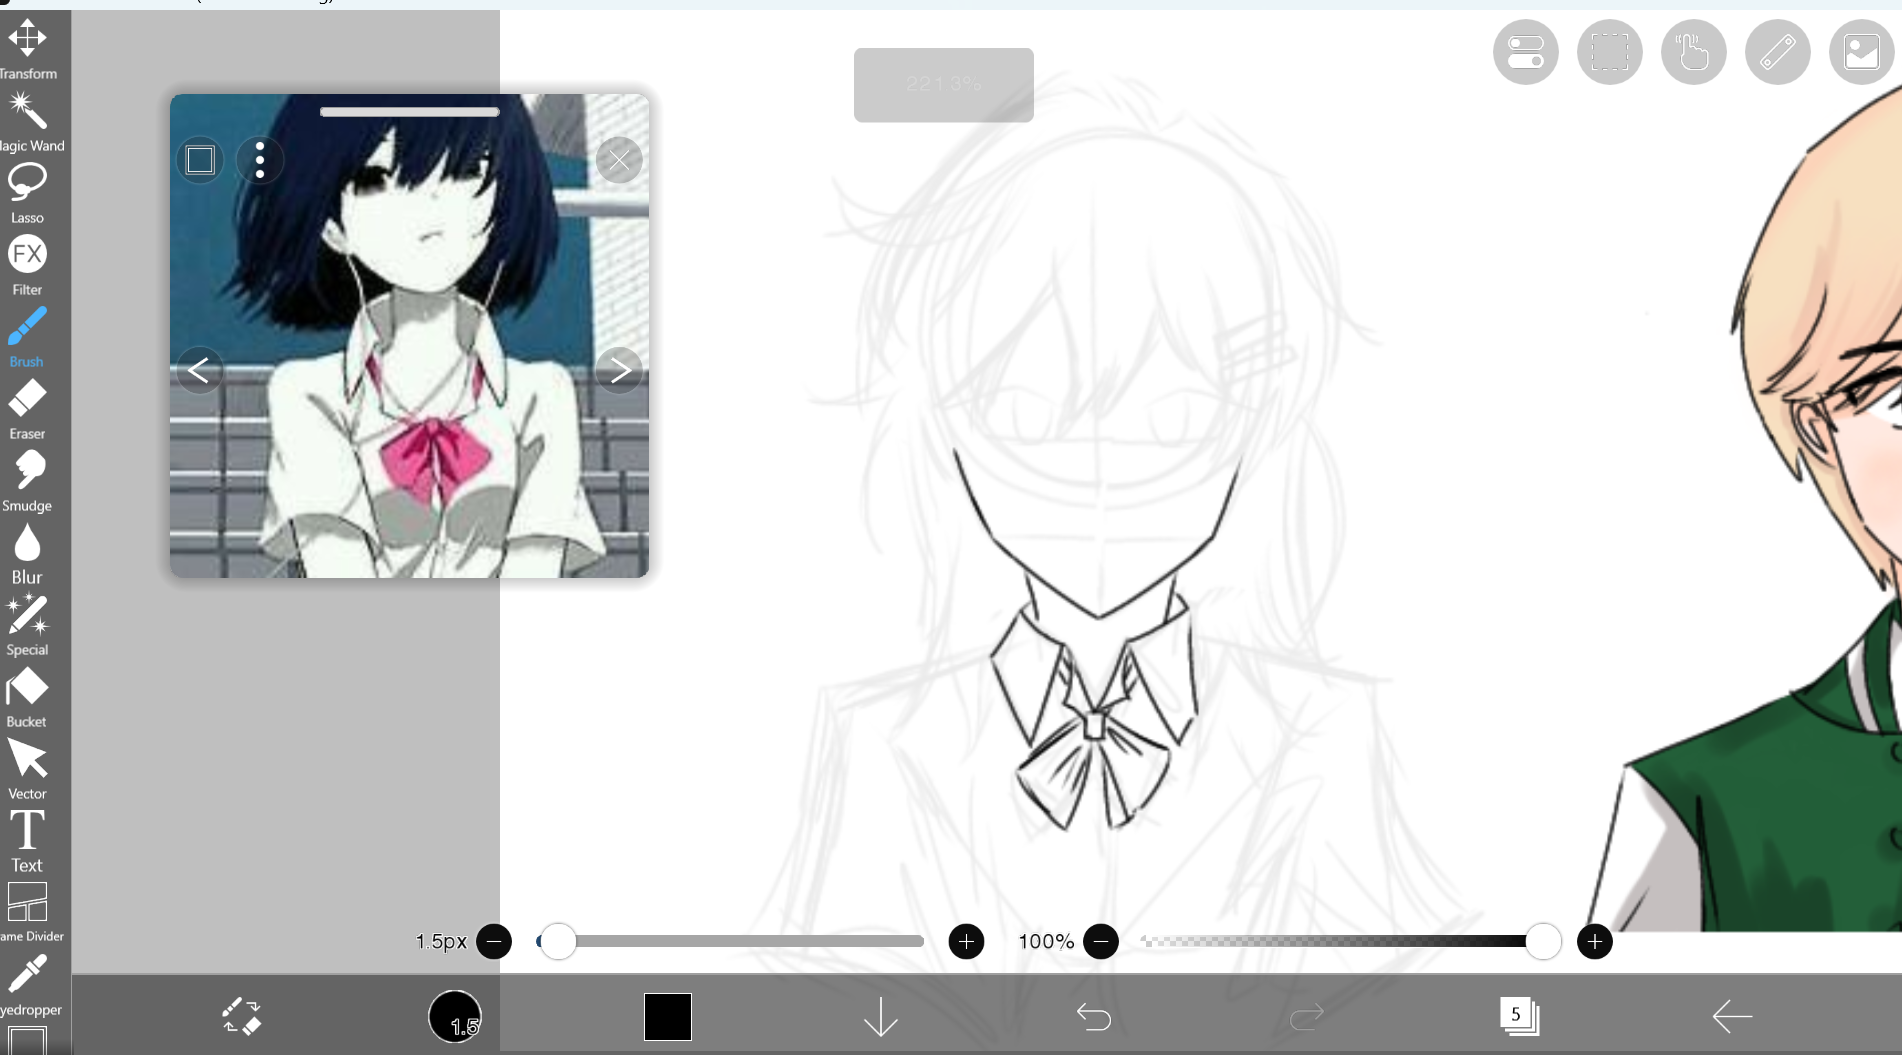 Transform
agic Wand
Lasso
FX
Filter
Brush
Eraser
Smudge
Blur
Special
Bucket
Vector
T
Text
ame Divider
yedropper
221.3%
1.5px
100%
1.5
5